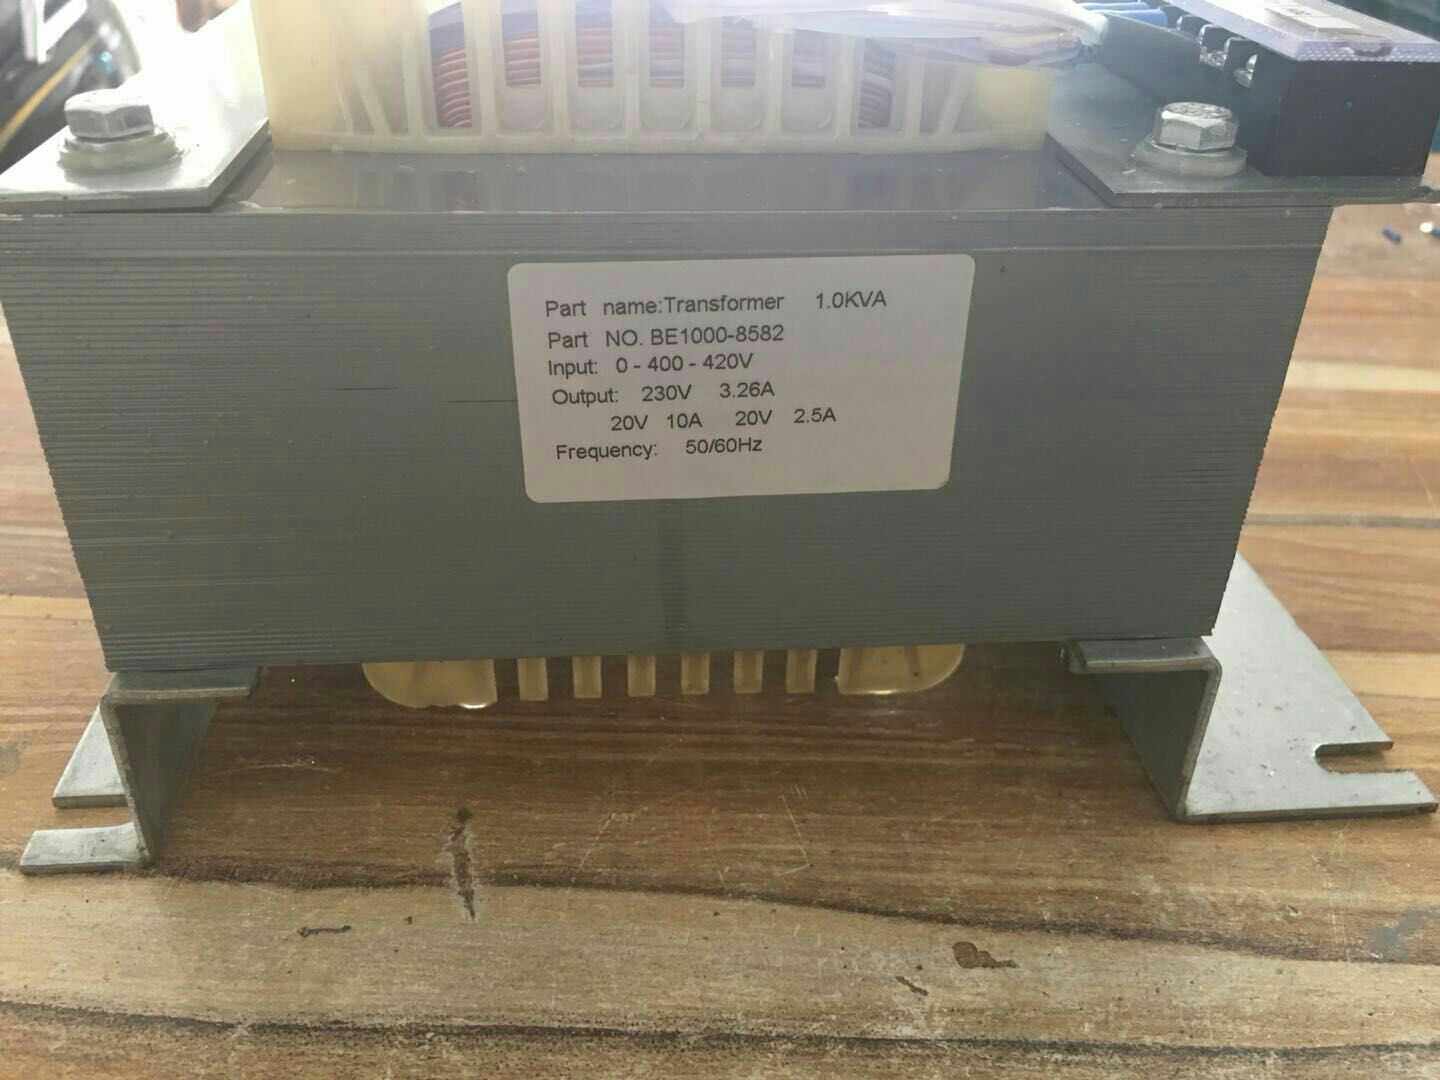 Part name:Transformer 1.0KVA
Part NO. BE1000-8582
Input: 0 - 400 - 420V
Output: 230V 3.26A
20V 10A 20V 2.5A
Frequency: 50/60Hz